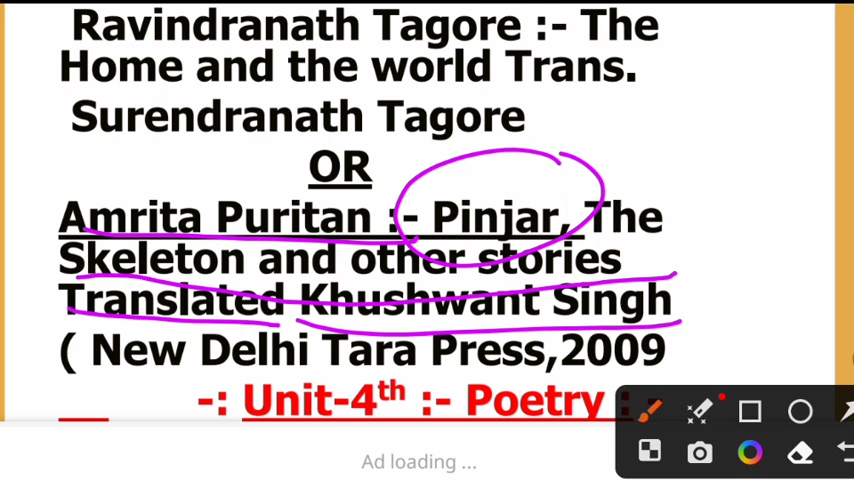 Ravindranath Tagore :- The
Home and the world Trans.
Surendranath Tagore
OR
Amrita Puritan :- Pinjar, The
Skeleton and other stories
Translated Khushwant Singh
( New Delhi Tara Press,2009
-: Unit-4th :- Poetry : -
Ad loading ...